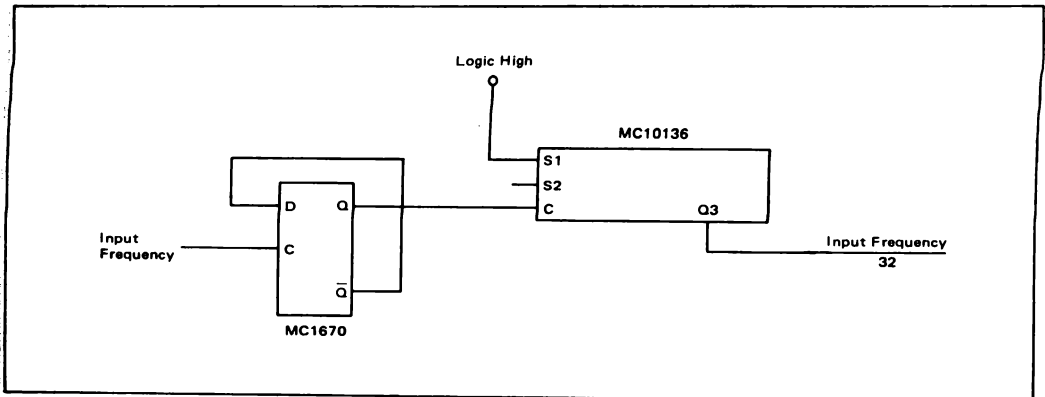 Logic High
MC10136
S1
S2
C
Q3
D
Q
C
Q̅
MC1670
Input
Frequency
Input Frequency
32